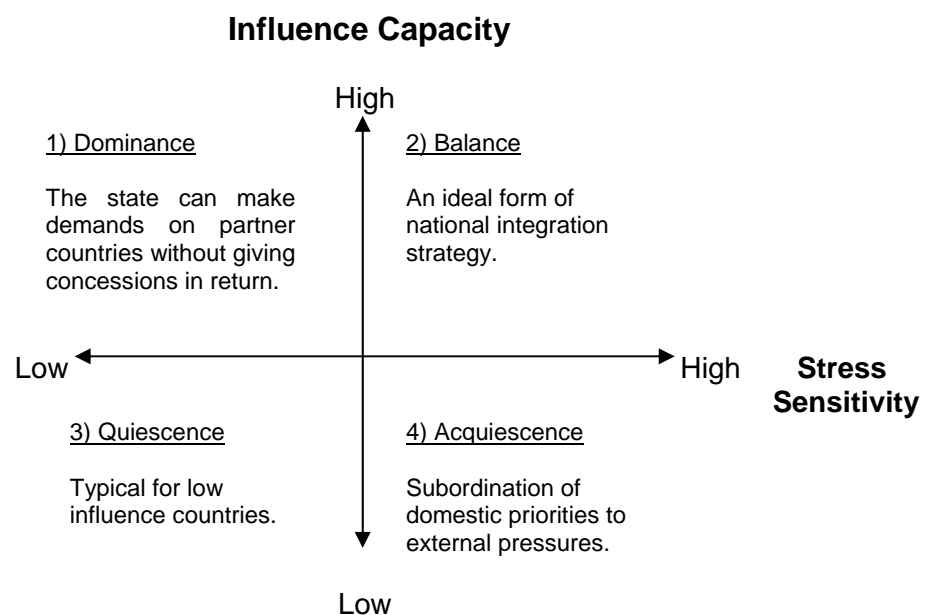 Influence Capacity
High
1) Dominance
The state can make
demands on partner
countries without giving
concessions in return.
2) Balance
An ideal form of
national integration
strategy.
Low
High
Stress
Sensitivity
3) Quiescence
Typical for low
influence countries.
4) Acquiescence
Subordination of
domestic priorities to
external pressures.
Low